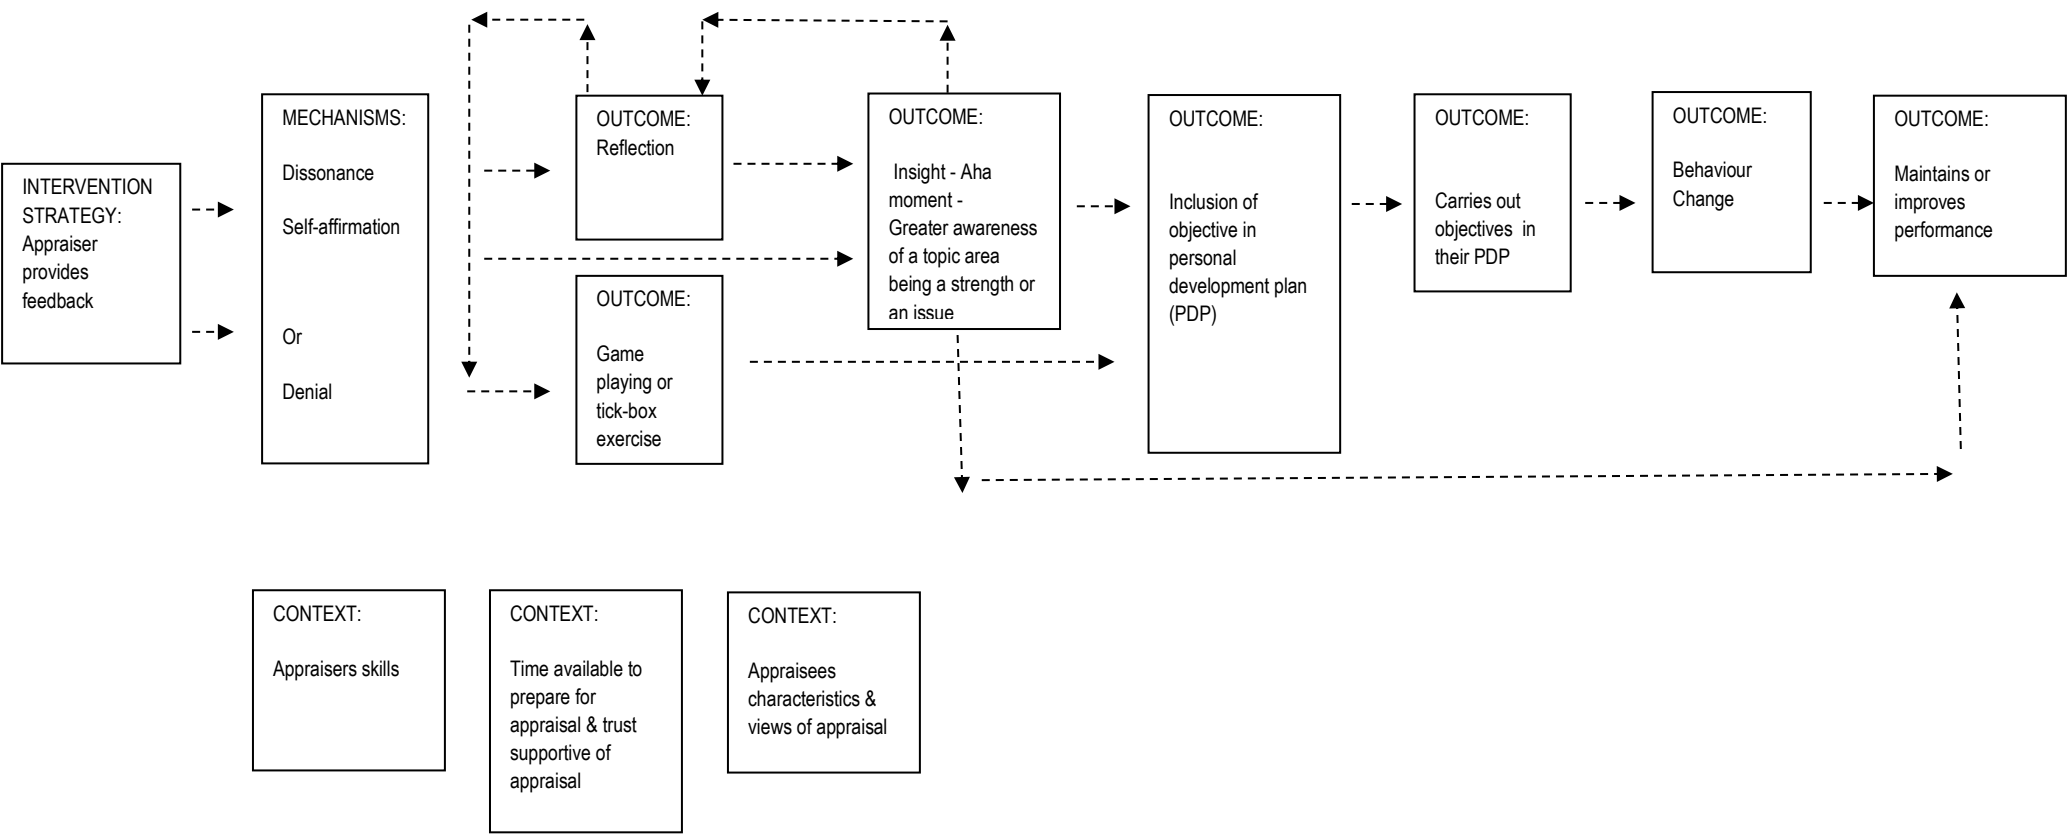 INTERVENTION
STRATEGY:
Appraiser
provides
feedback
MECHANISMS:
Dissonance
Self-affirmation
Or
Denial
OUTCOME:
Reflection
OUTCOME:
Game
playing or
tick-box
exercise
OUTCOME:
Insight - Aha
moment -
Greater awareness
of a topic area
being a strength or
an issue
OUTCOME:
Inclusion of
objective in
personal
development plan
(PDP)
OUTCOME:
Carries out
objectives in
their PDP
OUTCOME:
Behaviour
Change
OUTCOME:
Maintains or
improves
performance
CONTEXT:
Appraisers skills
CONTEXT:
Time available to
prepare for
appraisal & trust
supportive of
appraisal
CONTEXT:
Appraisees
characteristics &
views of appraisal